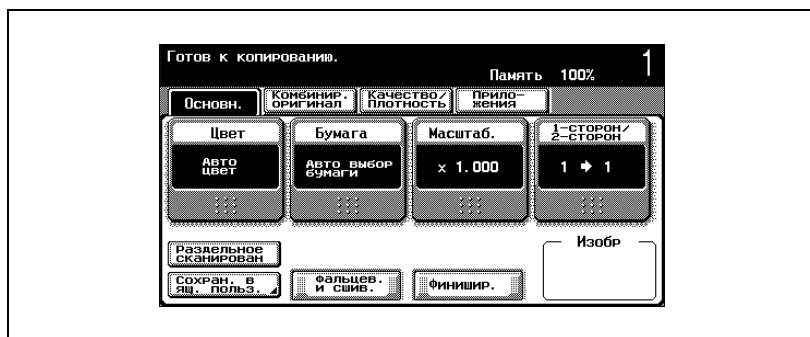 Готов к копированию.
1
Память 100%
Основн.
Комбинир.
оригинал
Качество/
плотность
Прило-
жения
Цвет
Бумага
Масштаб.
1-сторон/
2-сторон
Авто
цвет
Авто выбор
бумаги
× 1.000
1 ➔ 1
Раздельное
сканирован
Изобр
Сохран. в
ящ. польз.
Фальцев.
и сшив.
Финишир.